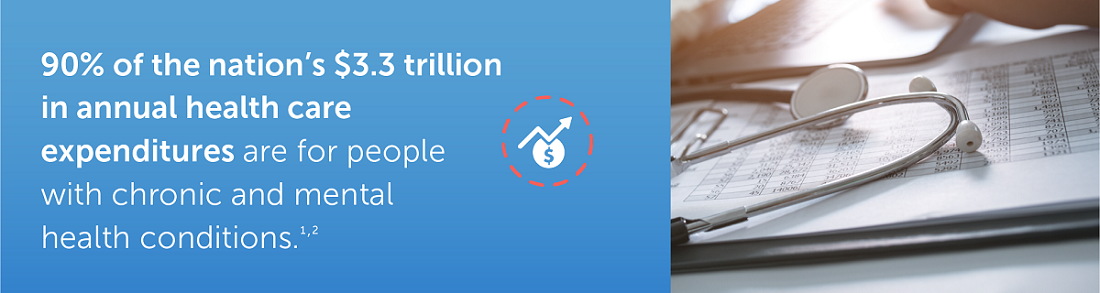 90% of the nation’s $3.3 trillion
in annual health care
expenditures are for people
with chronic and mental
health conditions.¹,²
$